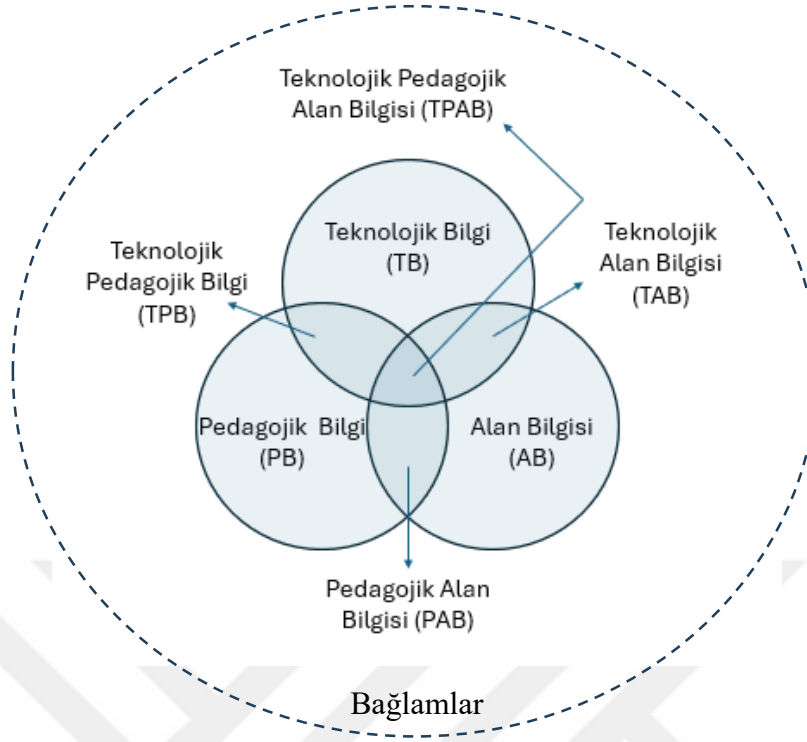 Teknolojik Pedagojik
Alan Bilgisi (TPAB)
Teknolojik Bilgi
(TB)
Teknolojik
Pedagojik Bilgi
(TPB)
Teknolojik
Alan Bilgisi
(TAB)
Pedagojik Bilgi
(PB)
Alan Bilgisi
(AB)
Pedagojik Alan
Bilgisi (PAB)
Bağlamlar